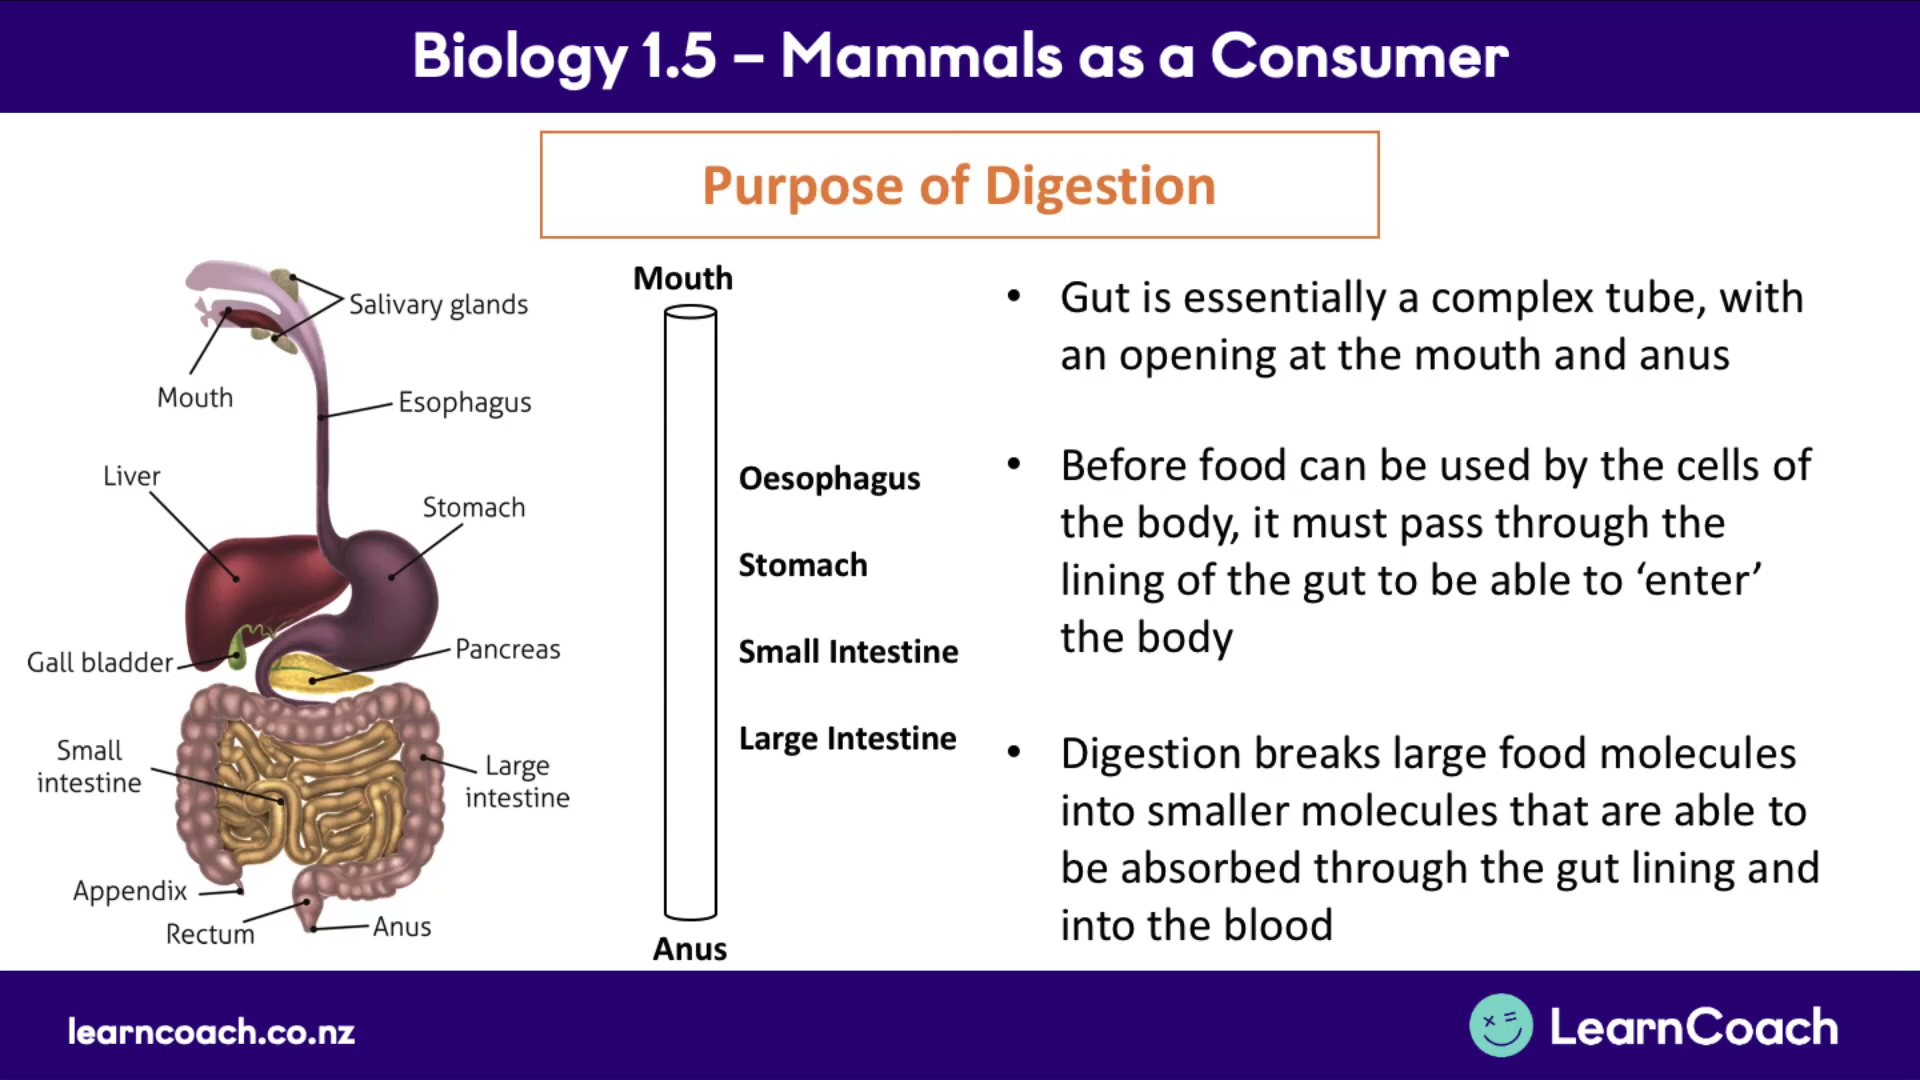 Biology 1.5 – Mammals as a Consumer
Purpose of Digestion
Salivary glands
Mouth
Esophagus
Liver
Stomach
Gall bladder
Pancreas
Small
intestine
Large
intestine
Appendix
Rectum
Anus
Mouth
Oesophagus
Stomach
Small Intestine
Large Intestine
Anus
• Gut is essentially a complex tube, with
an opening at the mouth and anus
• Before food can be used by the cells of
the body, it must pass through the
lining of the gut to be able to ‘enter’
the body
• Digestion breaks large food molecules
into smaller molecules that are able to
be absorbed through the gut lining and
into the blood
learncoach.co.nz
LearnCoach